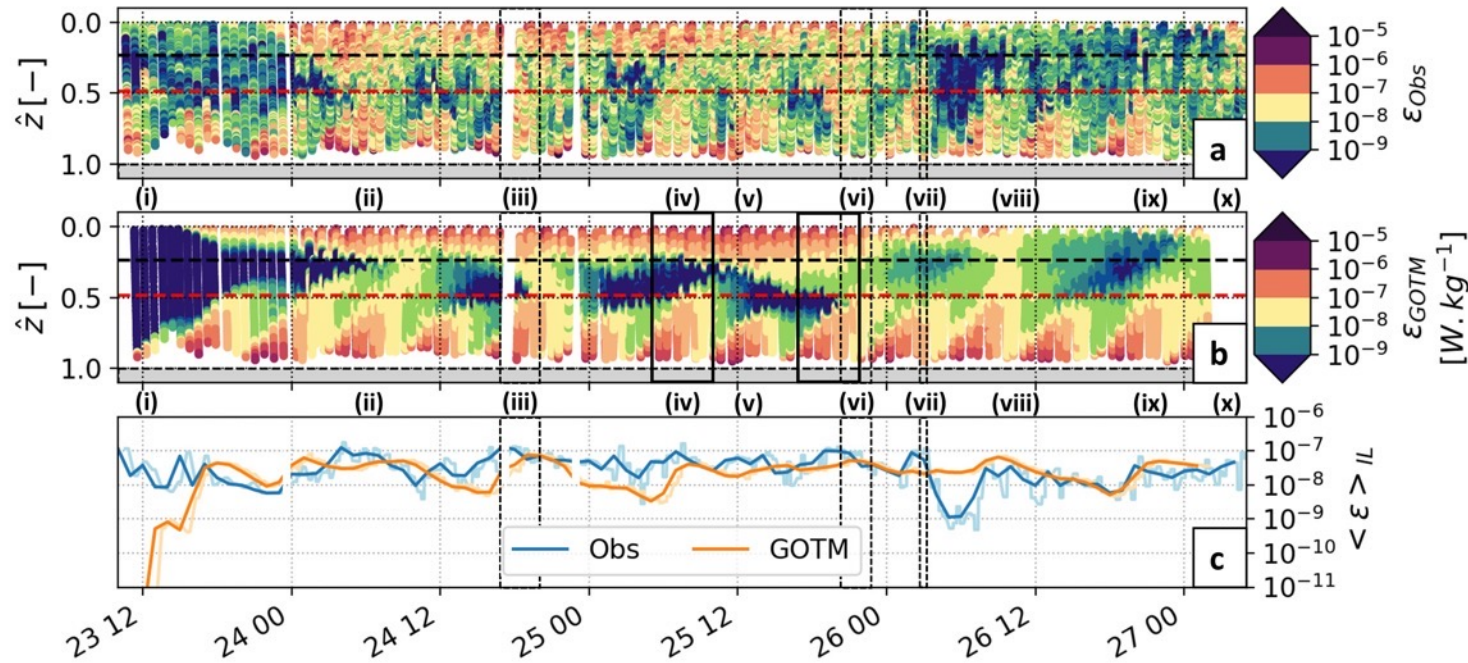 0.0
0.5
1.0
ẑ [−]
a
10⁻⁵
10⁻⁶
10⁻⁷
10⁻⁸
10⁻⁹
ε_Obs
(i) (ii) (iii) (iv) (v) (vi) (vii) (viii) (ix) (x)
0.0
0.5
1.0
ẑ [−]
b
10⁻⁵
10⁻⁶
10⁻⁷
10⁻⁸
10⁻⁹
ε_GOTM
[W.kg⁻¹]
(i) (ii) (iii) (iv) (v) (vi) (vii) (viii) (ix) (x)
Obs GOTM
c
10⁻⁶
10⁻⁷
10⁻⁸
10⁻⁹
10⁻¹⁰
10⁻¹¹
< ε >_IL
23 12 24 00 24 12 25 00 25 12 26 00 26 12 27 00